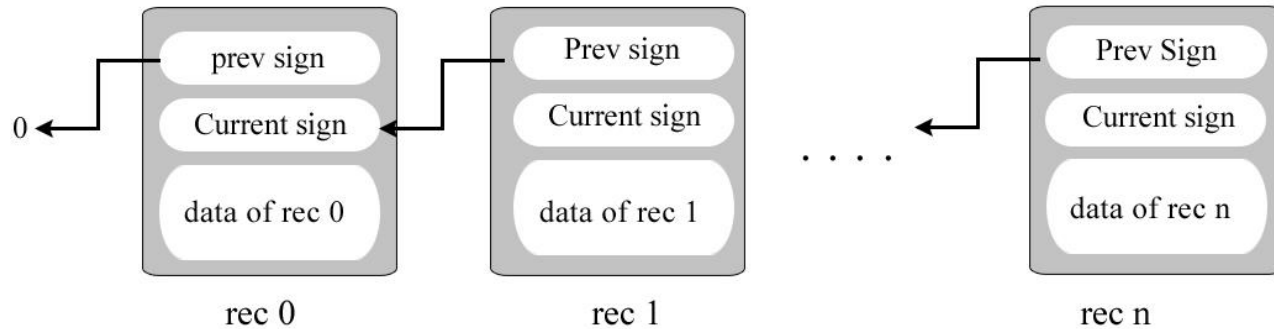 0
prev sign
Current sign
data of rec 0
rec 0
Prev sign
Current sign
data of rec 1
rec 1
. . . .
Prev Sign
Current sign
data of rec n
rec n